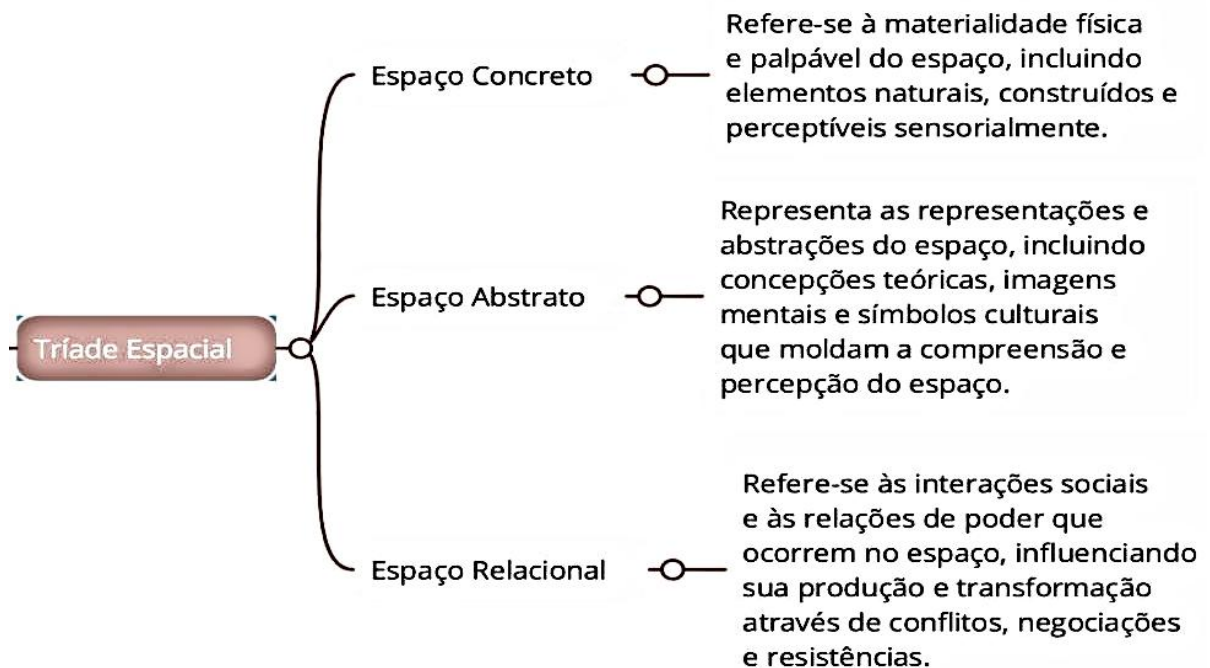 Tríade Espacial
Espaço Concreto
Refere-se à materialidade física
e palpável do espaço, incluindo
elementos naturais, construídos e
perceptíveis sensorialmente.
Espaço Abstrato
Representa as representações e
abstrações do espaço, incluindo
concepções teóricas, imagens
mentais e símbolos culturais
que moldam a compreensão e
percepção do espaço.
Espaço Relacional
Refere-se às interações sociais
e às relações de poder que
ocorrem no espaço, influenciando
sua produção e transformação
através de conflitos, negociações
e resistências.